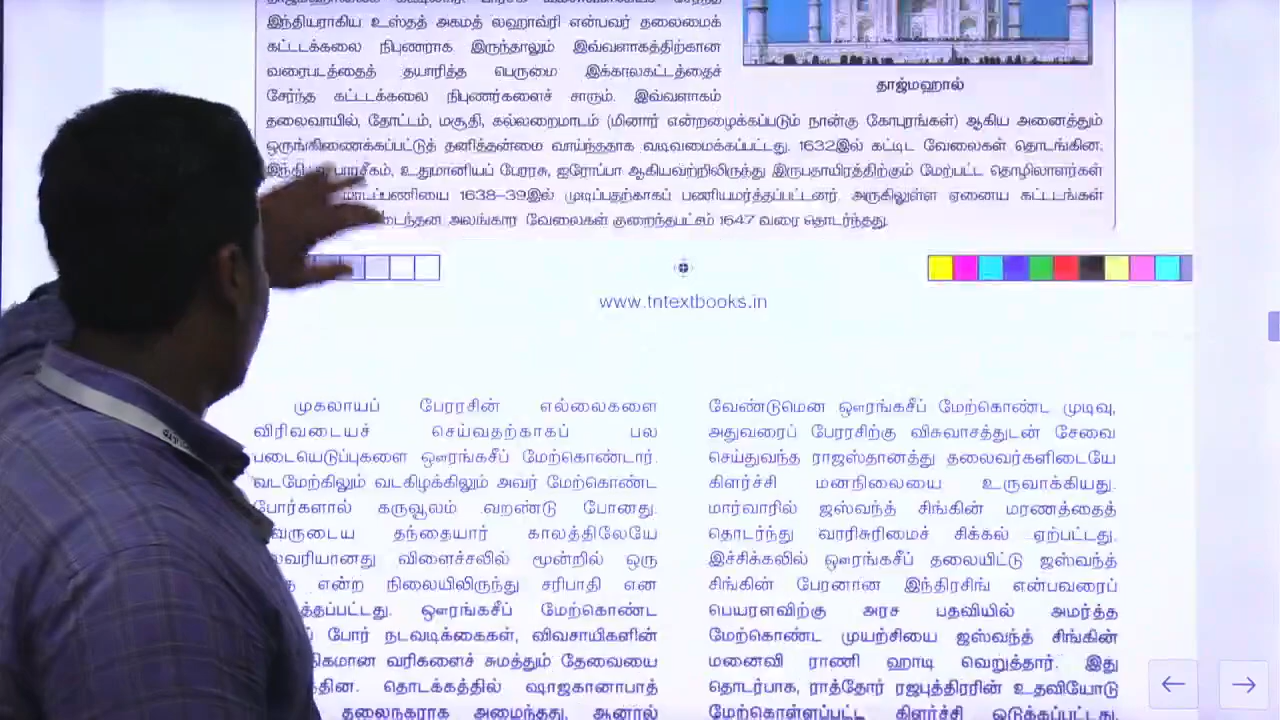 இந்தியராகிய உஸ்தத் அகமத் லஹாவ்ரி என்பவர் தலைமைக்
கட்டடக்கலை நிபுணராக இருந்தாலும் இவ்வளாகத்திற்கான
வரைபடத்தைத் தயாரித்த பெருமை இக்காலகட்டத்தைச்
சேர்ந்த கட்டடக்கலை நிபுணர்களைச் சாரும். இவ்வளாகம்
தாஜ்மஹால்
தலைவாயில், தோட்டம், மசூதி, கல்லறைமாடம் (மினார் என்றழைக்கப்படும் நான்கு கோபுரங்கள்) ஆகிய அனைத்தும்
ஒருங்கிணைக்கப்பட்டுத் தனித்தன்மை வாய்ந்ததாக வடிவமைக்கப்பட்டது. 1632இல் கட்டிட வேலைகள் தொடங்கின.
பாரசீகம், உதுமானியப் பேரரசு, ஐரோப்பா ஆகியவற்றிலிருந்து இருபதாயிரத்திற்கும் மேற்பட்ட தொழிலாளர்கள்
1638–39இல் முடிப்பதற்காகப் பணியமர்த்தப்பட்டனர். அருகிலுள்ள ஏனைய கட்டடங்கள்
அலங்கார வேலைகள் குறைந்தபட்சம் 1647 வரை தொடர்ந்தது.
www.tntextbooks.in
முகலாயப் பேரரசின் எல்லைகளை
விரிவடையச் செய்வதற்காகப் பல
படையெடுப்புகளை ஔரங்கசீப் மேற்கொண்டார்.
வடமேற்கிலும் வடகிழக்கிலும் அவர் மேற்கொண்ட
போர்களால் கருவூலம் வறண்டு போனது.
தந்தையார் காலத்திலேயே
விளைச்சலில் மூன்றில் ஒரு
என்ற நிலையிலிருந்து சரிபாதி என
ஔரங்கசீப் மேற்கொண்ட
போர் நடவடிக்கைகள், விவசாயிகளின்
வரிகளைச் சுமத்தும் தேவையை
தொடக்கத்தில் ஷாஜகானாபாத்
தலைநகராக அமைந்தது, ஆனால்
வேண்டுமென ஔரங்கசீப் மேற்கொண்ட முடிவு,
அதுவரைப் பேரரசிற்கு விசுவாசத்துடன் சேவை
செய்துவந்த ராஜஸ்தானத்து தலைவர்களிடையே
கிளர்ச்சி மனநிலையை உருவாக்கியது.
மார்வாரில் ஜஸ்வந்த் சிங்கின் மரணத்தைத்
தொடர்ந்து வாரிசுரிமைச் சிக்கல் ஏற்பட்டது.
இச்சிக்கலில் ஔரங்கசீப் தலையிட்டு ஜஸ்வந்த்
சிங்கின் பேரனான இந்திரசிங் என்பவரைப்
பெயரளவிற்கு அரச பதவியில் அமர்த்த
மேற்கொண்ட முயற்சியை ஜஸ்வந்த் சிங்கின்
மனைவி ராணி ஹாடி வெறுத்தார். இது
தொடர்பாக, ராத்தோர் ரஜபுத்திரரின் உதவியோடு
மேற்கொள்ளப்பட்ட கிளர்ச்சி ஒடுக்கப்பட்டது.